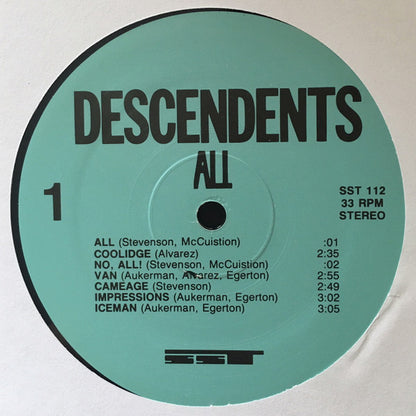 DESCENDENTS
ALL
1
SST 112
33 RPM
STEREO
ALL (Stevenson, McCuistion) :01
COOLIDGE (Alvarez) 2:35
NO, ALL! (Stevenson, McCuistion) :02
VAN (Aukerman, Alvarez, Egerton) 2:55
CAMEAGE (Stevenson) 2:49
IMPRESSIONS (Aukerman, Egerton) 3:02
ICEMAN (Aukerman, Egerton) 3:05
SST